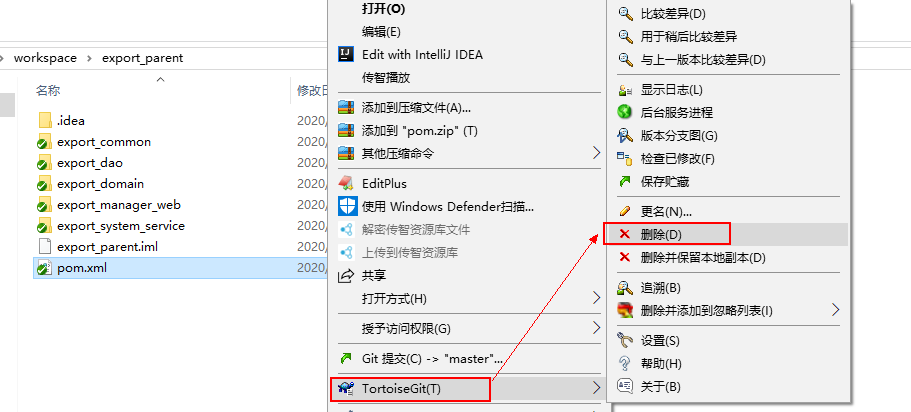 workspace
export_parent
名称
修改日
.idea
2020/
export_common
2020/
export_dao
2020/
export_domain
2020/
export_manager_web
2020/
export_system_service
2020/
export_parent.iml
2020/
pom.xml
2020/
打开(O)
编辑(E)
Edit with IntelliJ IDEA
传智播放
添加到压缩文件(A)...
添加到 "pom.zip" (T)
其他压缩命令
EditPlus
使用 Windows Defender扫描...
解密传智资源库文件
上传到传智资源库
共享
打开方式(H)
授予访问权限(G)
Git 提交(C) -> "master"...
TortoiseGit(T)
比较差异(D)
用于稍后比较差异
与上一版本比较差异(D)
显示日志(L)
后台服务进程
版本分支图(G)
检查已修改(F)
保存贮藏
更名(N)...
删除(D)
删除并保留本地副本(D)
追溯(B)
删除并添加到忽略列表(I)
设置(S)
帮助(H)
关于(B)